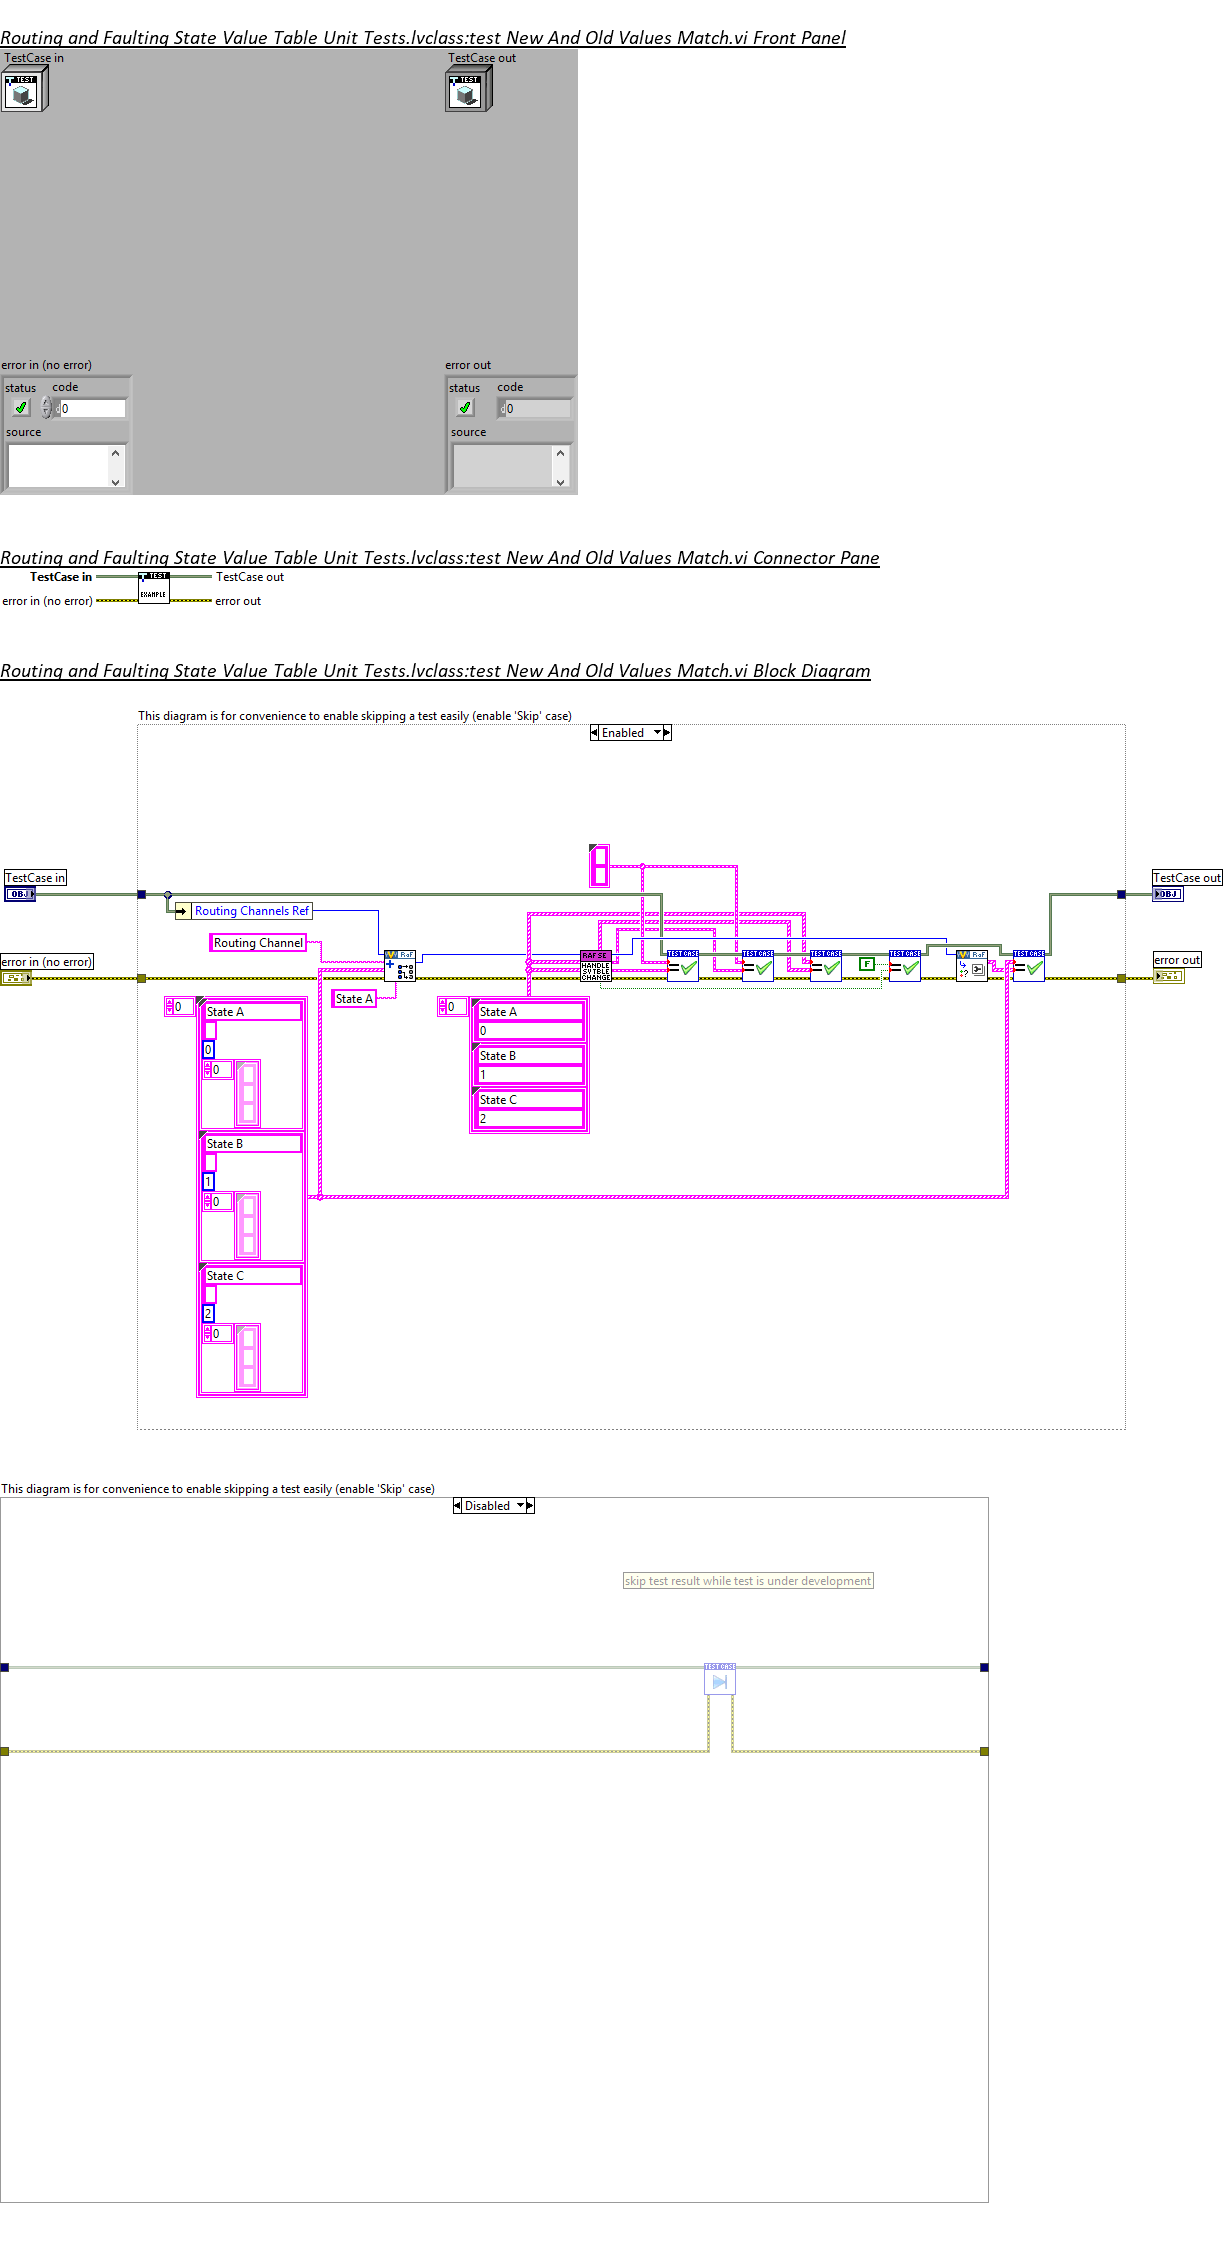 Routing and Faulting State Value Table Unit Tests.lvclass:test New And Old Values Match.vi Front Panel
TestCase in
TestCase out
TEST
TEST
error in (no error)
error out
status code
status code
0
0
source
source
Routing and Faulting State Value Table Unit Tests.lvclass:test New And Old Values Match.vi Connector Pane
TestCase in
TEST
TestCase out
error in (no error)
EXAMPLE
error out
Routing and Faulting State Value Table Unit Tests.lvclass:test New And Old Values Match.vi Block Diagram
This diagram is for convenience to enable skipping a test easily (enable 'Skip' case)
Enabled
TestCase in
OBJ
TestCase out
OBJ
Routing Channels Ref
Routing Channel
error in (no error)
RaF
RAF SE
HANDLE
SVTBLE
CHANGE
TEST CASE
TEST CASE
TEST CASE
F
TEST CASE
RaF
TEST CASE
error out
State A
0
State A
0
0
State B
1
0
State C
2
0
0
State A
0
State B
1
State C
2
This diagram is for convenience to enable skipping a test easily (enable 'Skip' case)
Disabled
skip test result while test is under development
TEST CASE